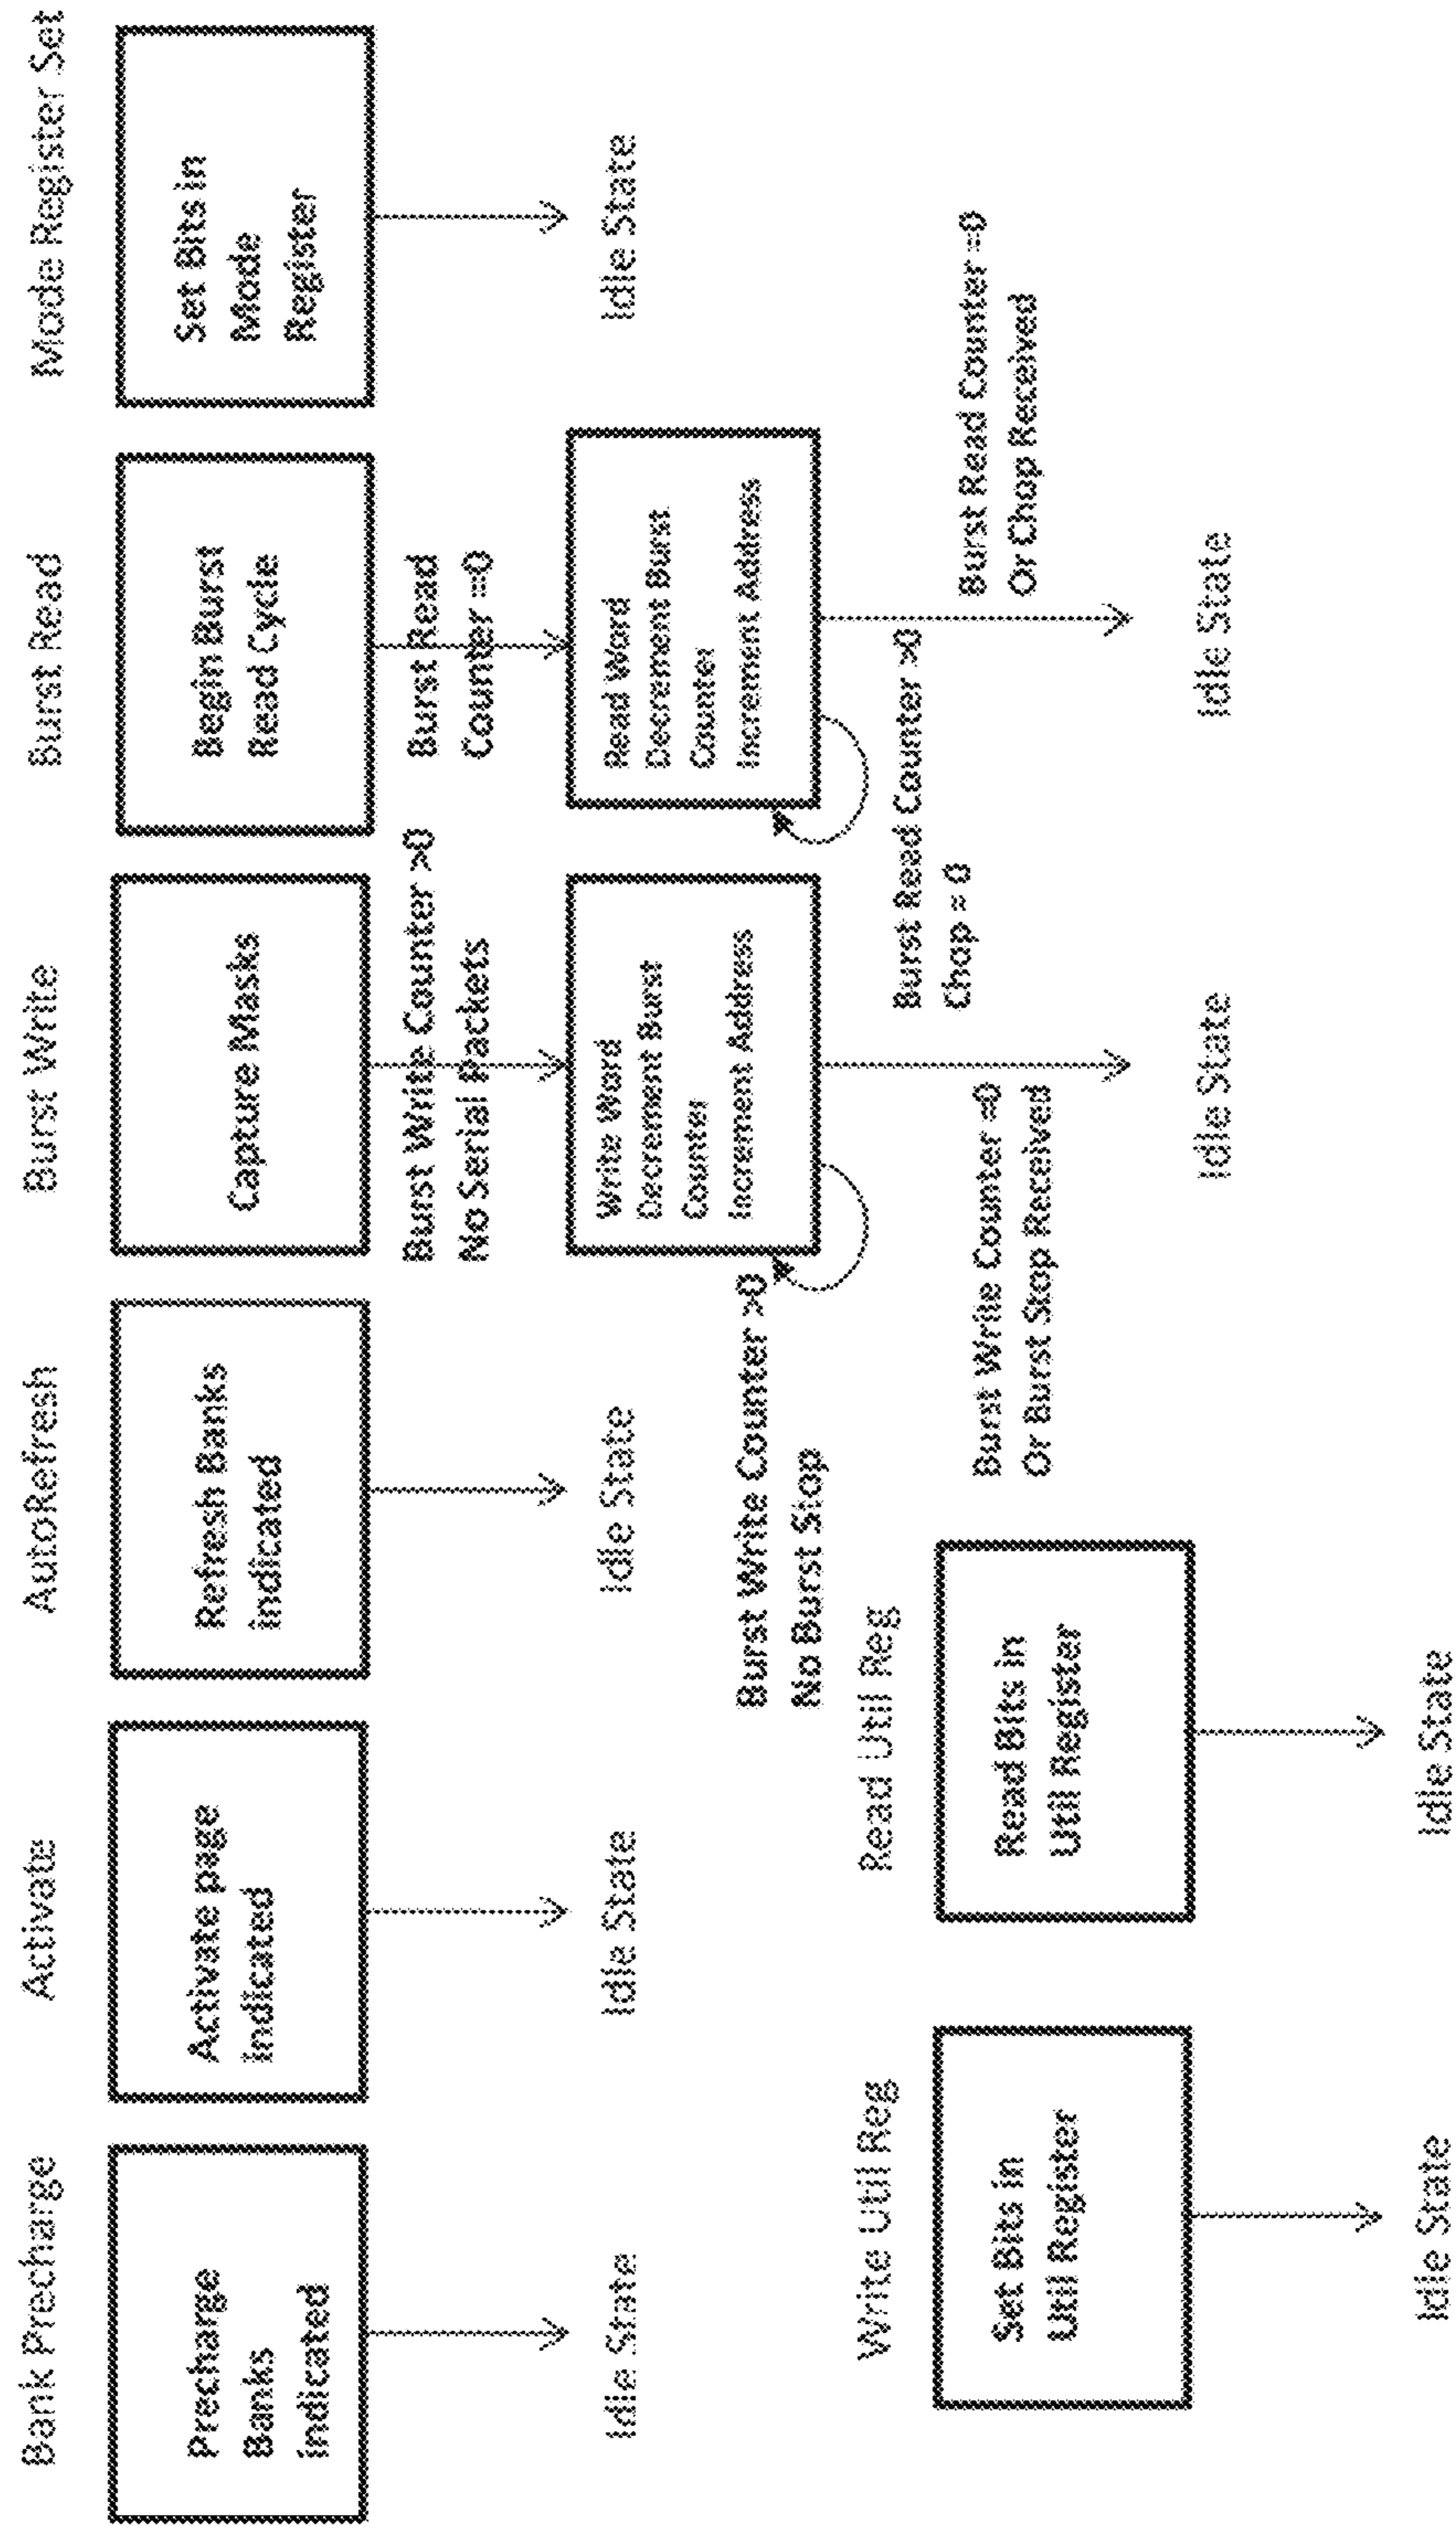 Bank Precharge
Activate
AutoRefresh
Burst Write
Burst Read
Mode Register Set
Precharge
Banks
indicated
Activate page
indicated
Refresh Banks
indicated
Capture Masks
Begin Burst
Read Cycle
Set Bits in
Mode
Register
Burst Write Counter >0
No Serial Packets
Burst Read
Counter =0
Idle State
Idle State
Idle State
Write Word
Decrement Burst
Counter
Increment Address
Read Word
Decrement Burst
Counter
Increment Address
Idle State
Burst Write Counter >0
No Burst Stop
Burst Read Counter >0
Chop = 0
Burst Write Counter =0
Or Burst Stop Received
Burst Read Counter =0
Or Chop Received
Idle State
Idle State
Write Util Reg
Read Util Reg
Set Bits in
Util Register
Read Bits in
Util Register
Idle State
Idle State